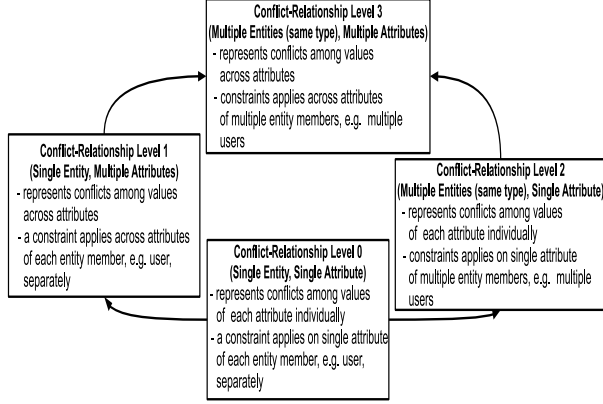 Conflict-Relationship Level 3
(Multiple Entities (same type), Multiple Attributes)
- represents conflicts among values
across attributes
- constraints applies across attributes
of multiple entity members, e.g. multiple
users
Conflict-Relationship Level 1
(Single Entity, Multiple Attributes)
- represents conflicts among values
across attributes
- a constraint applies across attributes
of each entity member, e.g. user,
separately
Conflict-Relationship Level 2
(Multiple Entities (same type), Single Attribute)
- represents conflicts among values
of each attribute individually
- constraints applies on single attribute
of multiple entity members, e.g. multiple
users
Conflict-Relationship Level 0
(Single Entity, Single Attribute)
- represents conflicts among values
of each attribute individually
- a constraint applies on single attribute
of each entity member, e.g. user,
separately